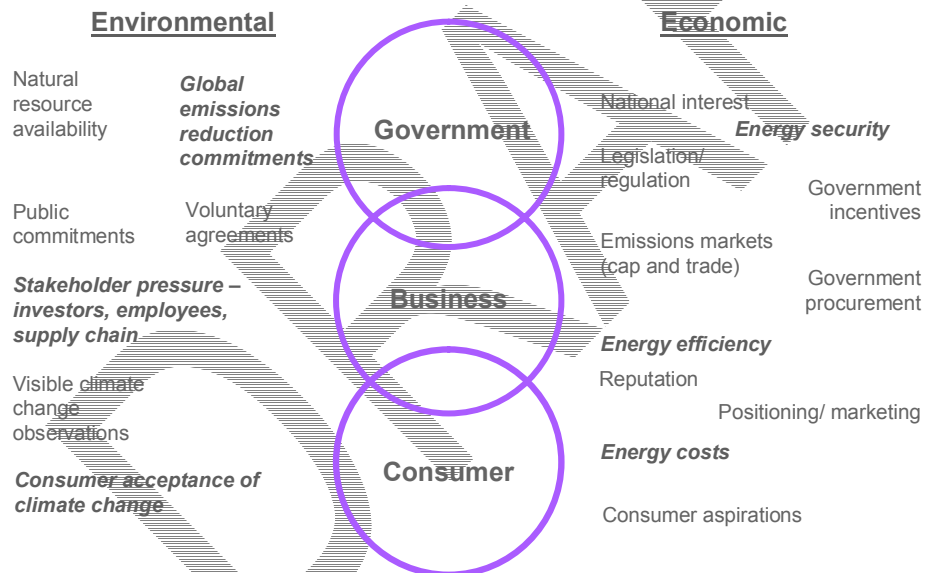 Environmental
Economic
Natural
resource
availability
Global
emissions
reduction
commitments
Government
National interest
Energy security
Legislation/
regulation
Government
incentives
Public
commitments
Voluntary
agreements
Emissions markets
(cap and trade)
Government
procurement
Stakeholder pressure –
investors, employees,
supply chain
Business
Energy efficiency
Reputation
Visible climate
change
observations
Positioning/ marketing
Consumer
Energy costs
Consumer acceptance of
climate change
Consumer aspirations
DRAFT